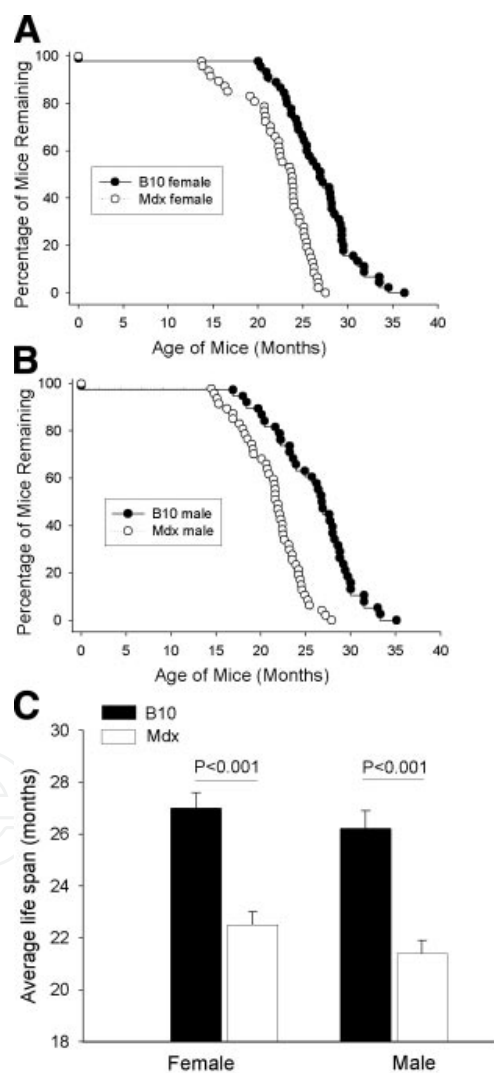 A
Percentage of Mice Remaining
100
80
60
40
20
0
B10 female
Mdx female
0 5 10 15 20 25 30 35 40
Age of Mice (Months)
B
Percentage of Mice Remaining
100
80
60
40
20
0
B10 male
Mdx male
0 5 10 15 20 25 30 35 40
Age of Mice (Months)
C
Average life span (months)
30
28
26
24
22
20
18
B10
Mdx
P<0.001 P<0.001
Female Male